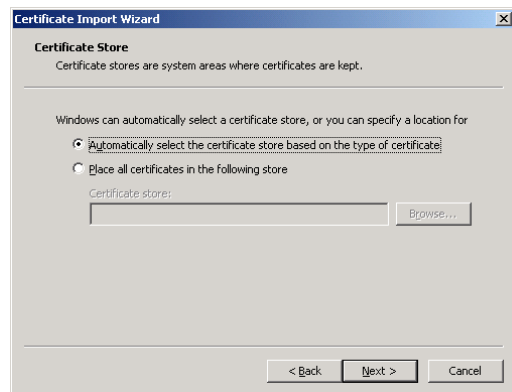 Certificate Import Wizard
Certificate Store
Certificate stores are system areas where certificates are kept.
Windows can automatically select a certificate store, or you can specify a location for
Automatically select the certificate store based on the type of certificate
Place all certificates in the following store
Certificate store:
Browse...
< Back
Next >
Cancel